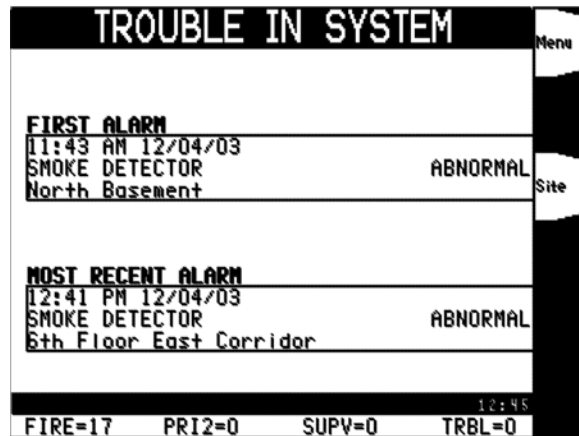 TROUBLE IN SYSTEM
Menu
FIRST ALARM
11:43 AM 12/04/03
SMOKE DETECTOR ABNORMAL
North Basement
Site
MOST RECENT ALARM
12:41 PM 12/04/03
SMOKE DETECTOR ABNORMAL
6th Floor East Corridor
12:45
FIRE=17 PRI2=0 SUPV=0 TRBL=0